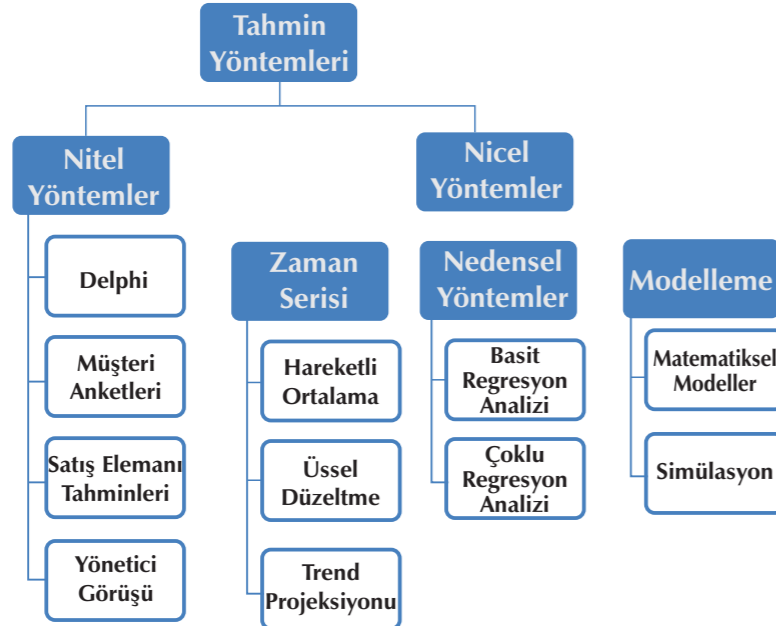 Tahmin
Yöntemleri
Nitel
Yöntemler
Nicel
Yöntemler
Delphi
Müşteri
Anketleri
Satış Elemanı
Tahminleri
Yönetici
Görüşü
Zaman
Serisi
Hareketli
Ortalama
Üssel
Düzeltme
Trend
Projeksiyonu
Nedensel
Yöntemler
Basit
Regresyon
Analizi
Çoklu
Regresyon
Analizi
Modelleme
Matematiksel
Modeller
Simülasyon